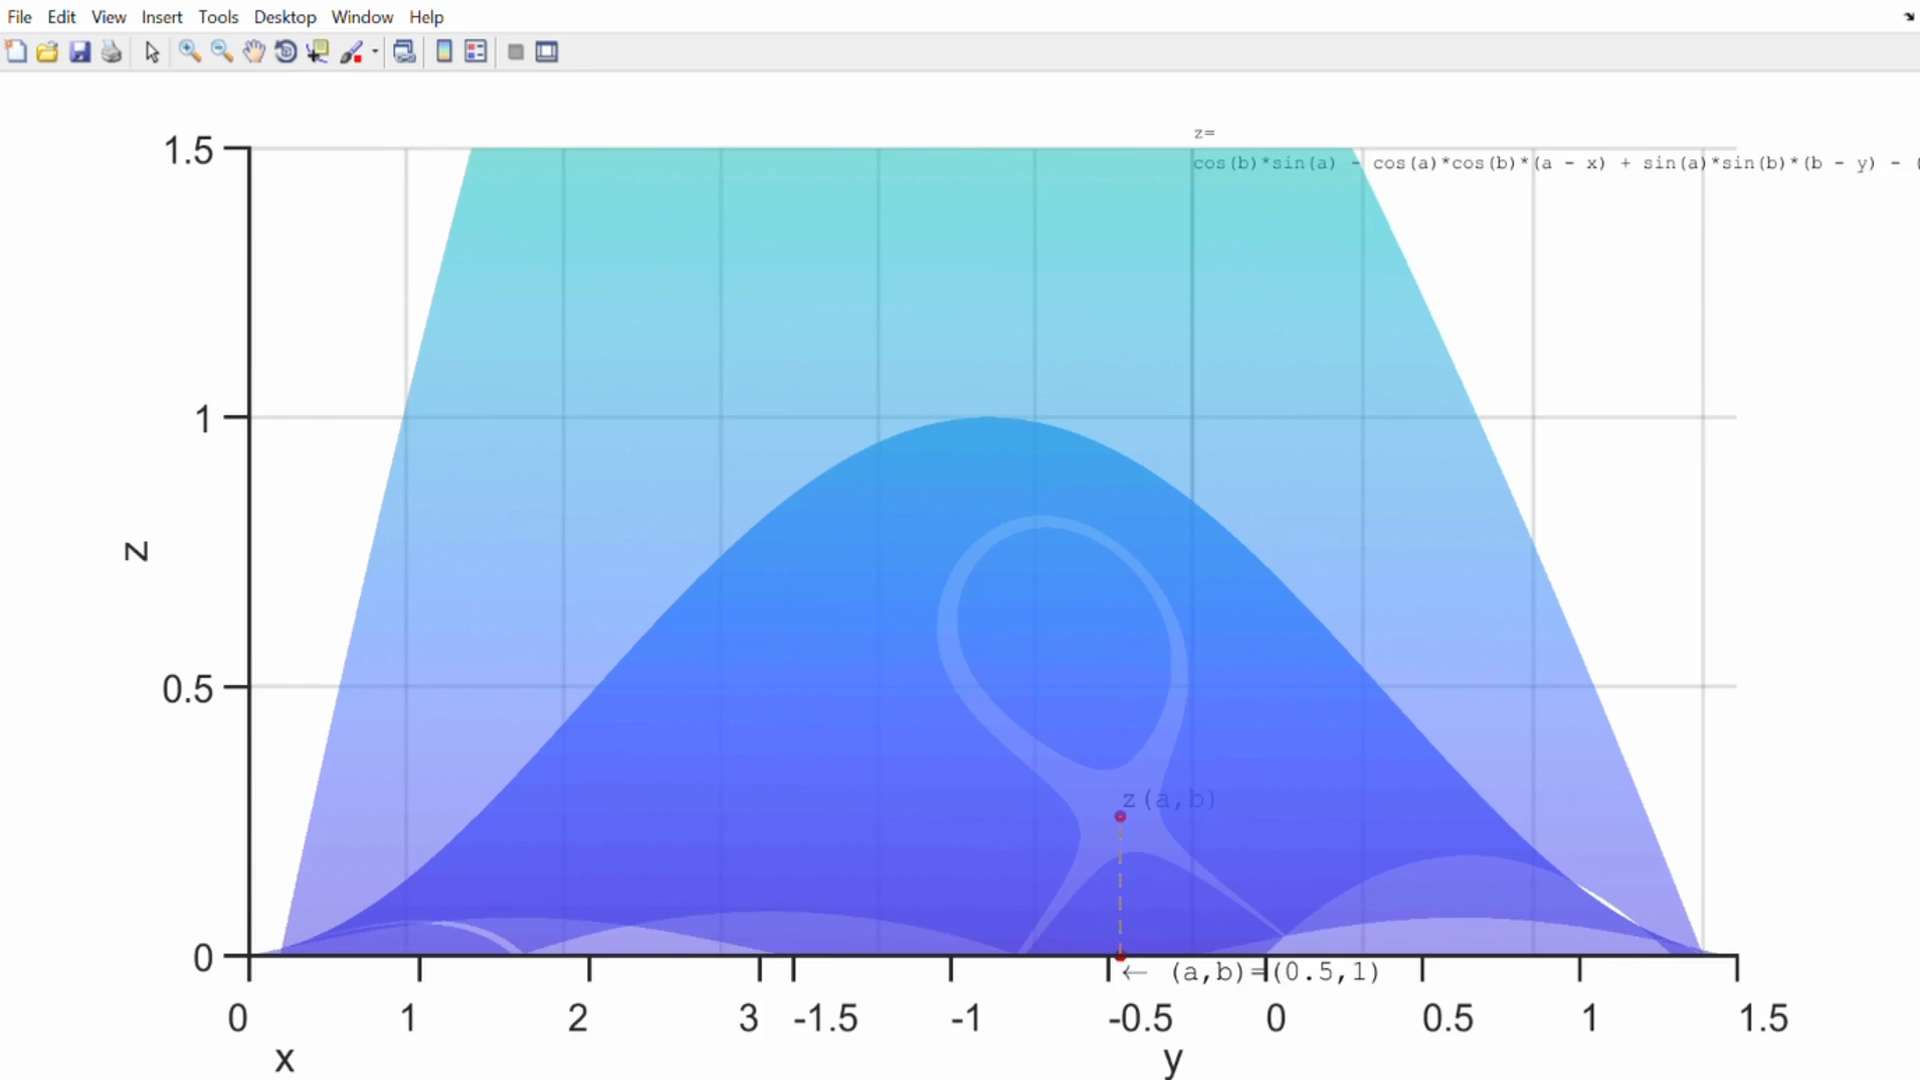 File Edit View Insert Tools Desktop Window Help
z=
cos(b)*sin(a) - cos(a)*cos(b)*(a - x) + sin(a)*sin(b)*(b - y) - (
1.5
1
0.5
0
z
z(a,b)
← (a,b)=(0.5,1)
0 1 2 3 -1.5 -1 -0.5 0 0.5 1 1.5
x y